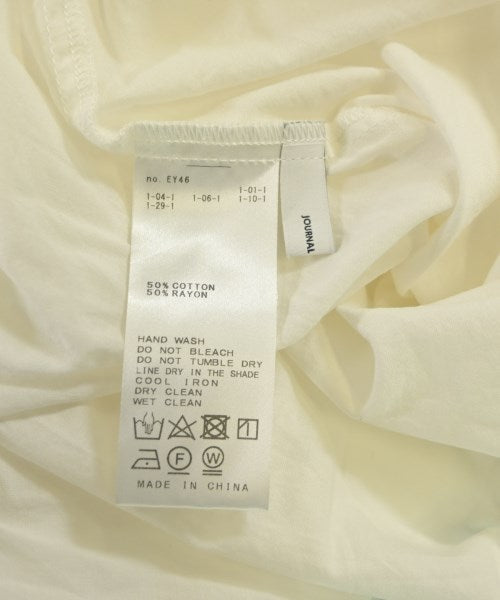 no. EY46
1-01-1
1-04-1 1-06-1 1-10-1
1-29-1
50% COTTON
50% RAYON
HAND WASH
DO NOT BLEACH
DO NOT TUMBLE DRY
LINE DRY IN THE SHADE
COOL IRON
DRY CLEAN
WET CLEAN
F W
MADE IN CHINA
JOURNAL